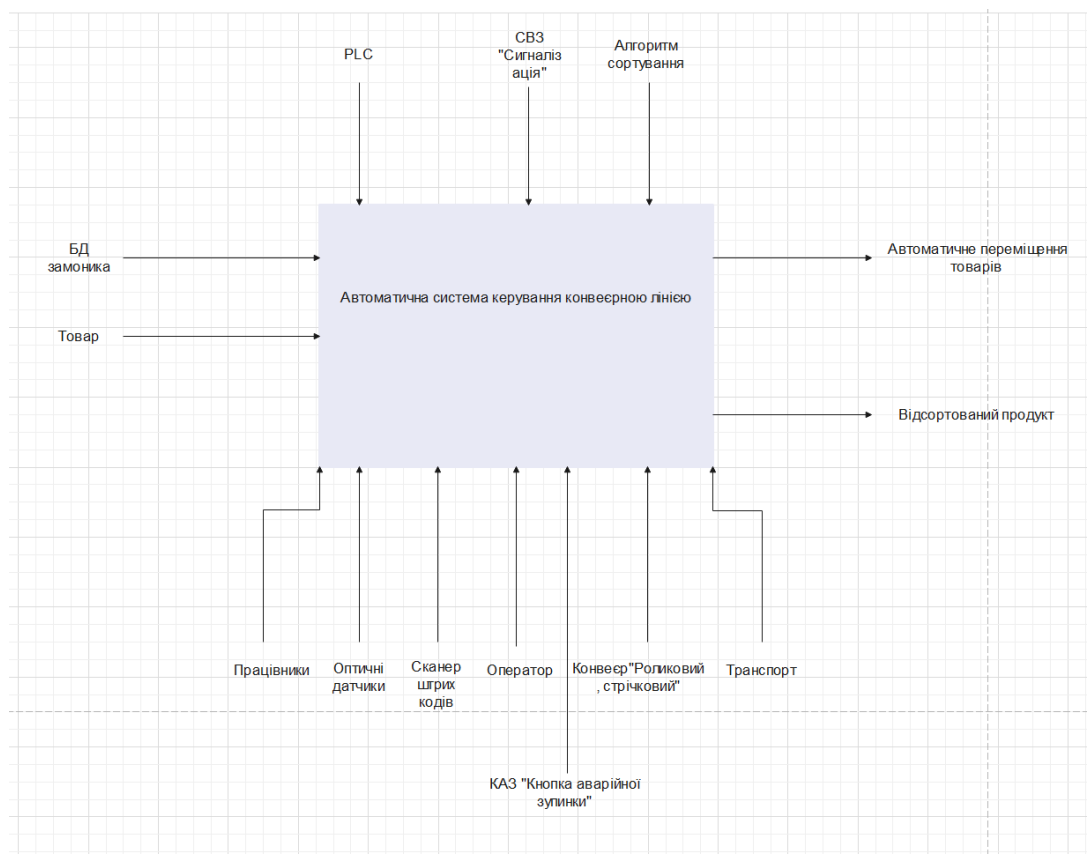 PLC
СВЗ
"Сигналіз
ація"
Алгоритм
сортування
БД
замоника
Автоматичне переміщення
товарів
Автоматична система керування конвеєрною лінією
Товар
Відсортований продукт
Працівники
Оптичні
датчики
Сканер
штрих
кодів
Оператор
Конвеєр"Роликовий
, стрічковий"
Транспорт
КАЗ "Кнопка аварійної
зупинки"